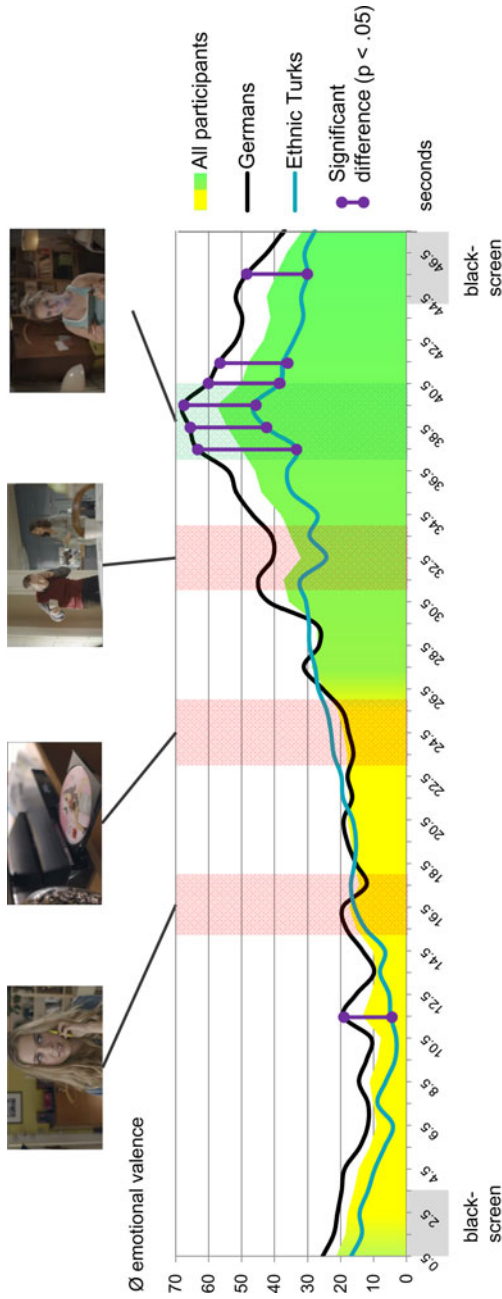 Ø emotional valence
70
60
50
40
30
20
10
0
0.5
2.5
4.5
6.5
8.5
10.5
12.5
14.5
16.5
18.5
20.5
22.5
24.5
26.5
28.5
30.5
32.5
34.5
36.5
38.5
40.5
42.5
44.5
46.5
seconds
black-
screen
black-
screen
All participants
Germans
Ethnic Turks
Significant
difference (p < .05)